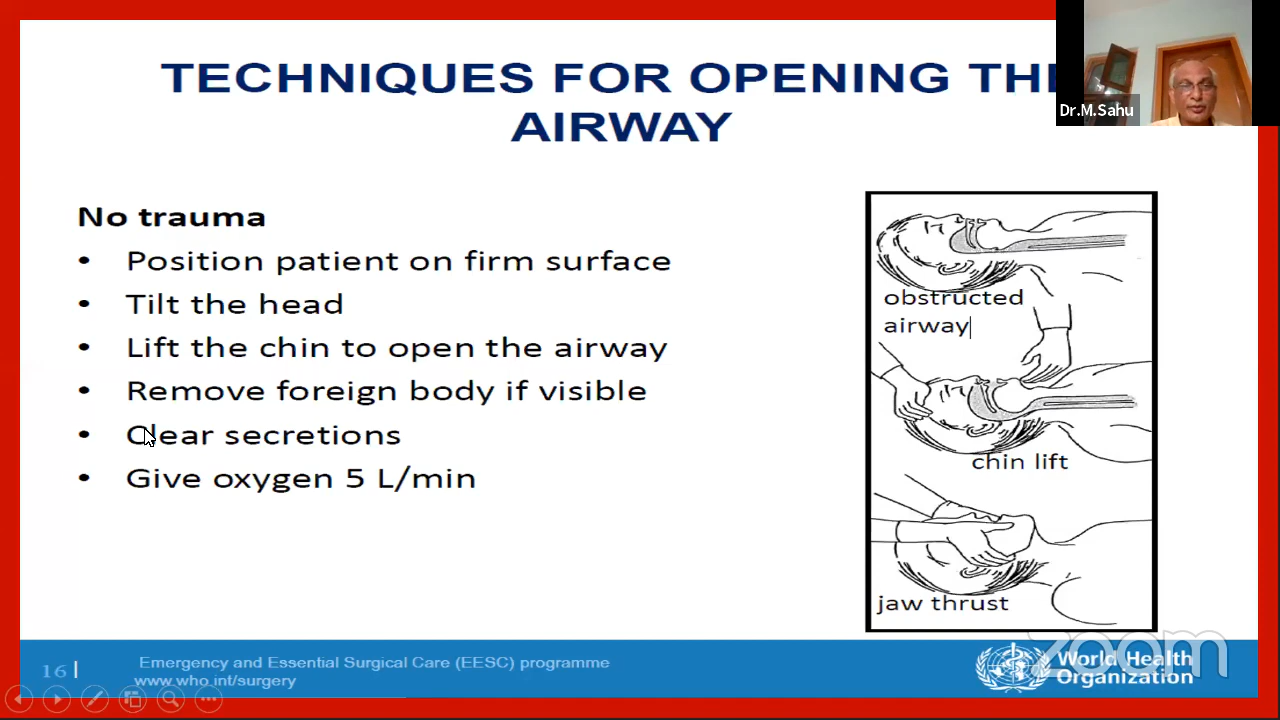 TECHNIQUES FOR OPENING TH
AIRWAY
Dr.M.Sahu
No trauma
• Position patient on firm surface
• Tilt the head
• Lift the chin to open the airway
• Remove foreign body if visible
• Clear secretions
• Give oxygen 5 L/min
obstructed
airway
chin lift
jaw thrust
16 |
Emergency and Essential Surgical Care (EESC) programme
www.who.int/surgery
World Health
Organization
zoom